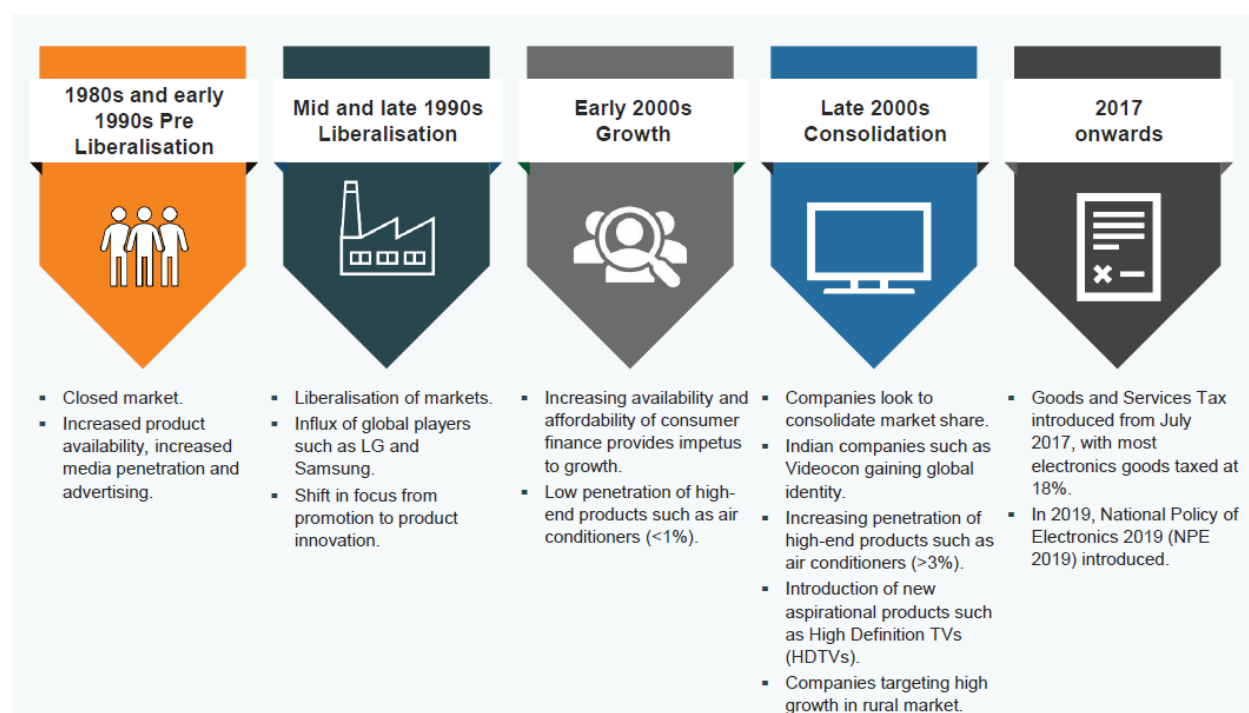 1980s and early
1990s Pre
Liberalisation
Mid and late 1990s
Liberalisation
Early 2000s
Growth
Late 2000s
Consolidation
2017
onwards
▪ Closed market.
▪ Increased product
availability, increased
media penetration and
advertising.
▪ Liberalisation of markets.
▪ Influx of global players
such as LG and
Samsung.
▪ Shift in focus from
promotion to product
innovation.
▪ Increasing availability and
affordability of consumer
finance provides impetus
to growth.
▪ Low penetration of high-
end products such as air
conditioners (<1%).
▪ Companies look to
consolidate market share.
▪ Indian companies such as
Videocon gaining global
identity.
▪ Increasing penetration of
high-end products such as
air conditioners (>3%).
▪ Introduction of new
aspirational products such
as High Definition TVs
(HDTVs).
▪ Companies targeting high
growth in rural market.
▪ Goods and Services Tax
introduced from July
2017, with most
electronics goods taxed at
18%.
▪ In 2019, National Policy of
Electronics 2019 (NPE
2019) introduced.